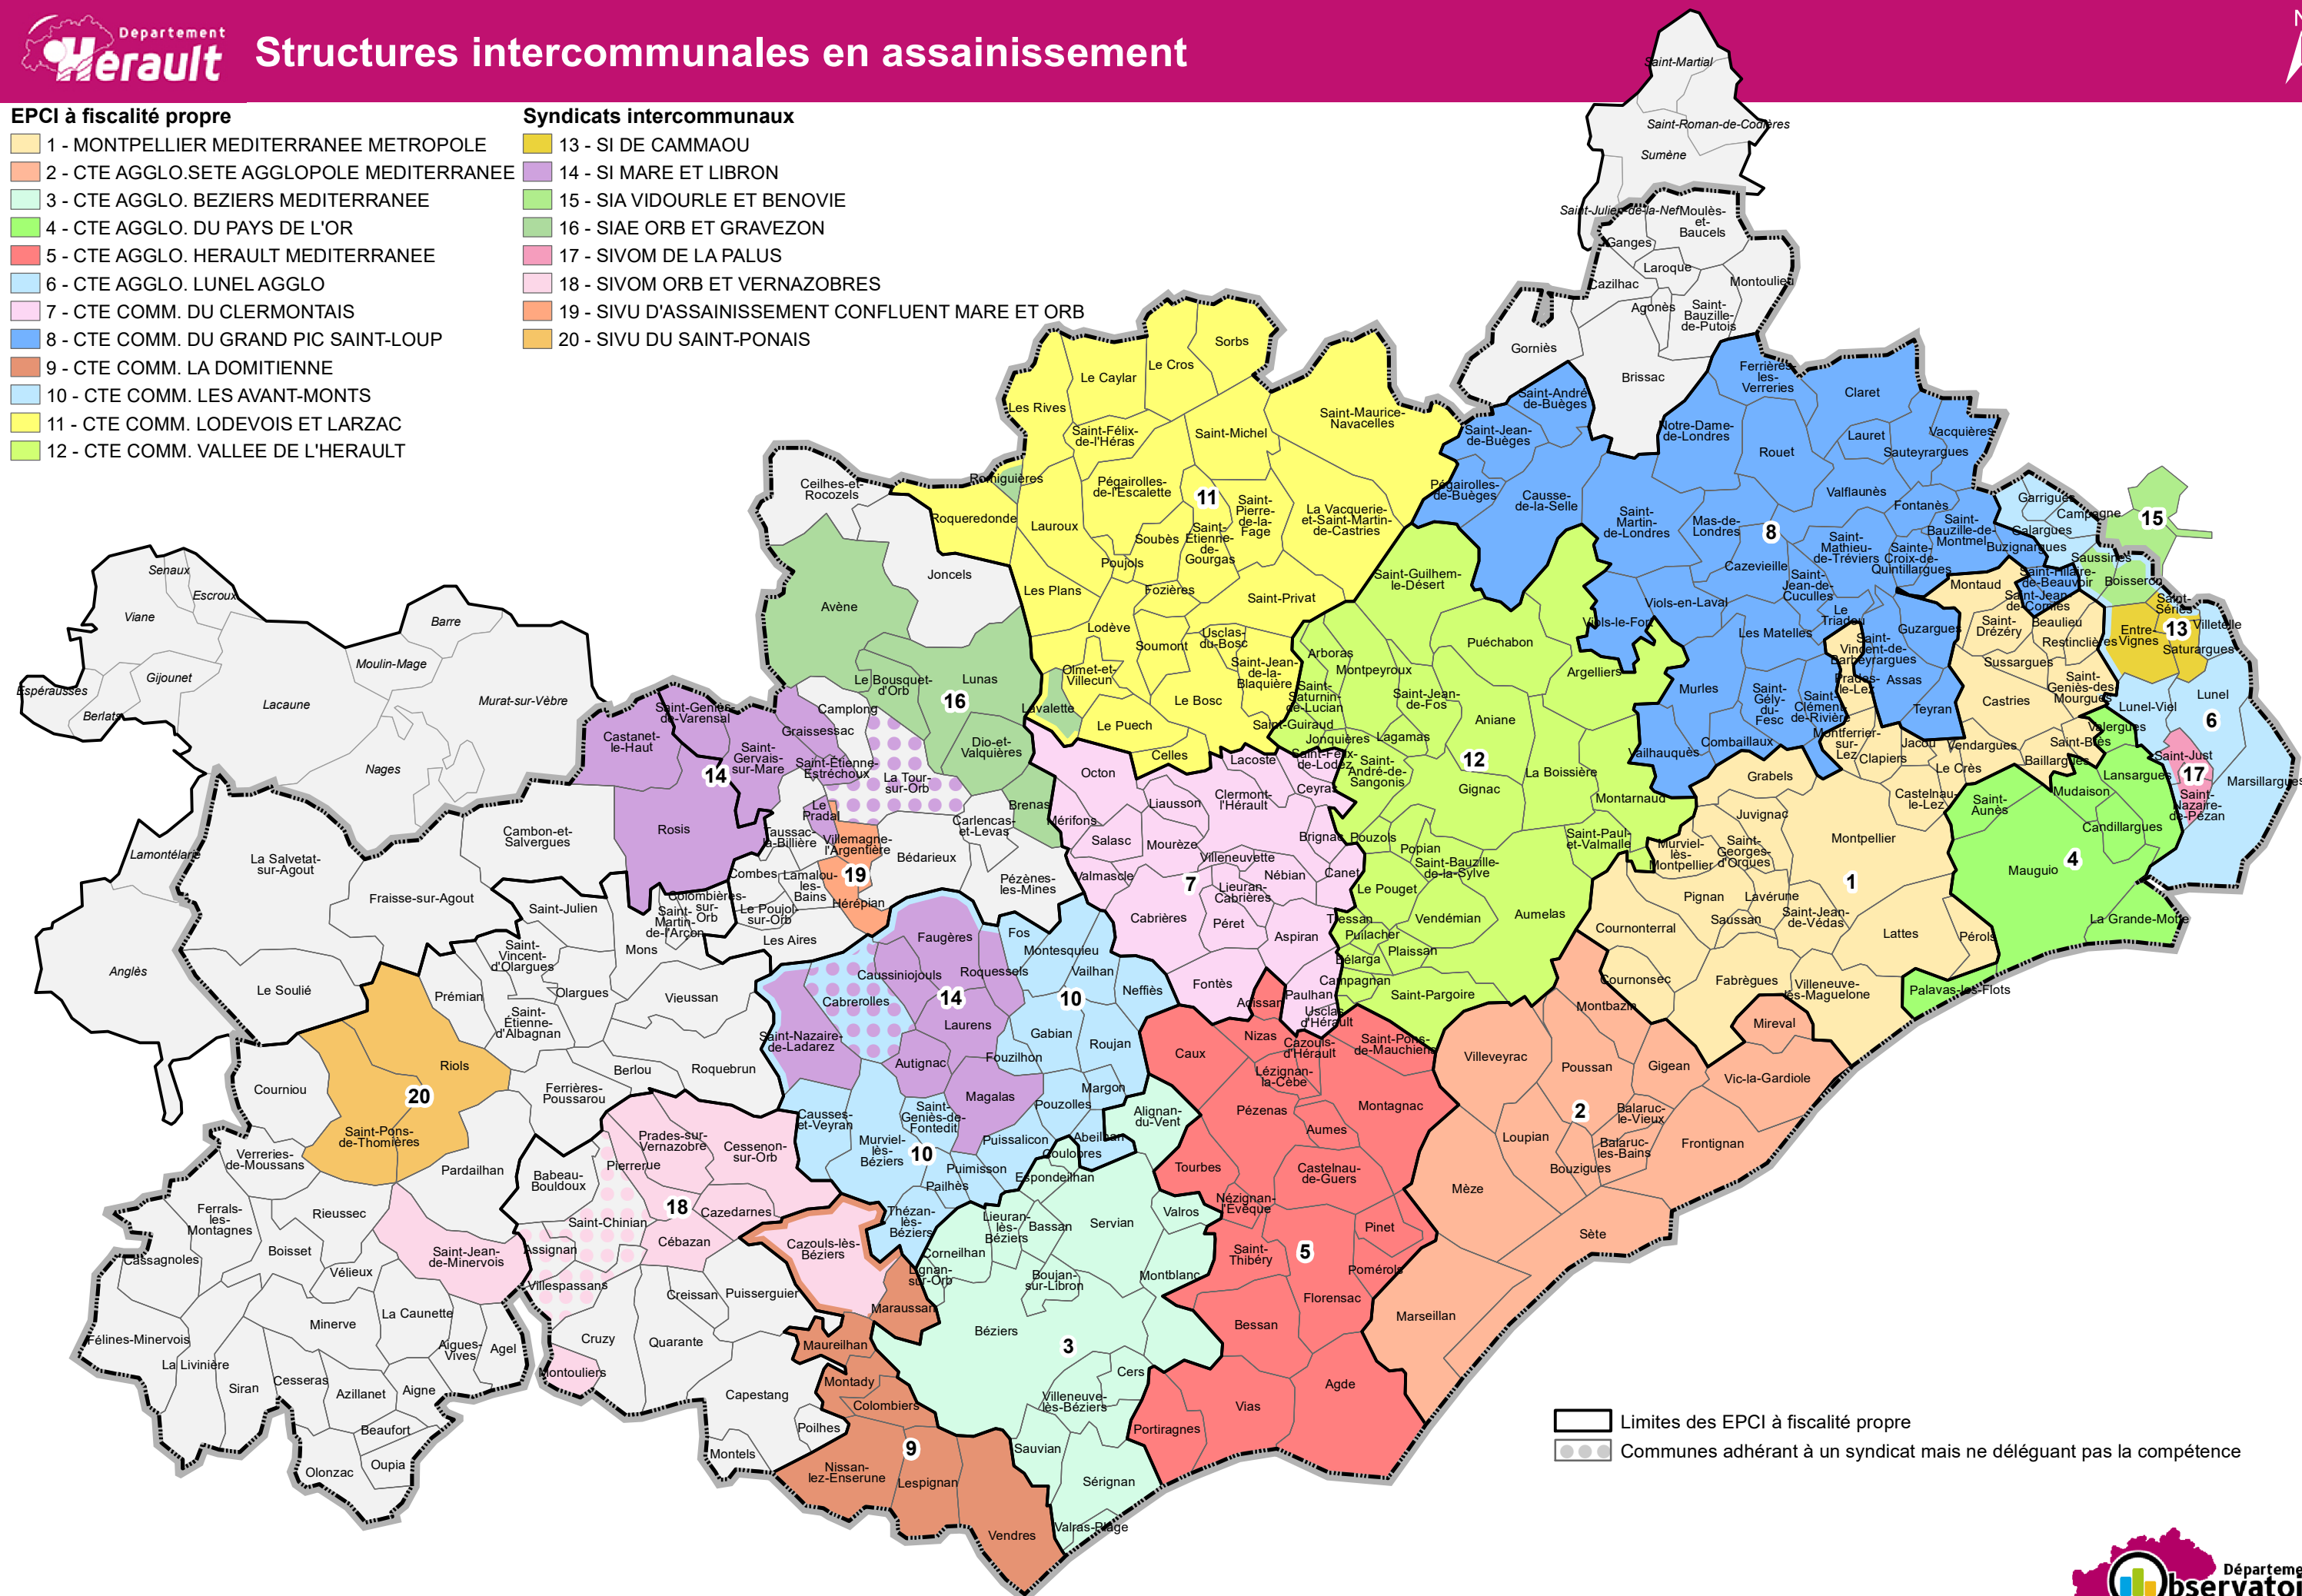 Département
Hérault
Structures intercommunales en assainissement
N
EPCI à fiscalité propre
1 - MONTPELLIER MEDITERRANEE METROPOLE
2 - CTE AGGLO.SETE AGGLOPOLE MEDITERRANEE
3 - CTE AGGLO. BEZIERS MEDITERRANEE
4 - CTE AGGLO. DU PAYS DE L'OR
5 - CTE AGGLO. HERAULT MEDITERRANEE
6 - CTE AGGLO. LUNEL AGGLO
7 - CTE COMM. DU CLERMONTAIS
8 - CTE COMM. DU GRAND PIC SAINT-LOUP
9 - CTE COMM. LA DOMITIENNE
10 - CTE COMM. LES AVANT-MONTS
11 - CTE COMM. LODEVOIS ET LARZAC
12 - CTE COMM. VALLEE DE L'HERAULT
Syndicats intercommunaux
13 - SI DE CAMMAOU
14 - SI MARE ET LIBRON
15 - SIA VIDOURLE ET BENOVIE
16 - SIAE ORB ET GRAVEZON
17 - SIVOM DE LA PALUS
18 - SIVOM ORB ET VERNAZOBRES
19 - SIVU D'ASSAINISSEMENT CONFLUENT MARE ET ORB
20 - SIVU DU SAINT-PONAIS
Saint-Martial
Saint-Roman-de-Codières
Sumène
Saint-Julien-de-la-Nef
Moulès-
et-
Baucels
Ganges
Laroque
Cazilhac
Montoulieu
Agonès
Saint-
Bauzille-
de-Putois
Gorniès
Brissac
Sorbs
Le Cros
Le Caylar
Les Rives
Saint-Maurice-
Navacelles
Saint-Félix-
de-l'Héras
Saint-Michel
Romiguières
Pégairolles-
de-l'Escalette
11
Roqueredonde
Lauroux
Saint-
Pierre-
de-la-
Fage
La Vacquerie-
et-Saint-Martin-
de-Castries
Soubès
Saint-
Étienne-
de-
Gourgas
Poujols
Les Plans
Fozières
Saint-Privat
Lodève
Soumont
Usclas-
du-Bosc
Olmet-et-
Villecun
Saint-Jean-
de-la-
Blaquière
Le Bosc
Le Puech
Celles
Lavalette
Ferrières-
les-
Verreries
Claret
Saint-André-
de-Buèges
Saint-Jean-
de-Buèges
Notre-Dame-
de-Londres
Lauret
Vacquières
Rouet
Sauteyrargues
Pégairolles-
de-Buèges
Causse-
de-la-Selle
Valflaunès
Fontanès
Saint-
Martin-
de-Londres
Mas-de-
Londres
8
Saint-
Mathieu-
de-Tréviers
Saint-
Bauzille-de-
Montmel
Sainte-
Croix-de-
Quintillargues
Cazevieille
Saint-
Jean-de-
Cuculles
Viols-en-Laval
Viols-le-Fort
Le
Triadou
Les Matelles
Guzargues
Saint-
Vincent-de-
Barbeyrargues
Prades-
le-Lez
Assas
Murles
Saint-
Gély-
du-
Fesc
Saint-
Clément-
de-Rivière
Teyran
Vailhauquès
Combaillaux
Saint-Hilaire-
de-Beauvoir
Saint-Jean-
de-Cornies
Garrigues
Campagne
Galargues
Buzignargues
Saussines
15
Boisseron
Saint-
Sériès
13
Villetelle
Entre-
Vignes
Saturargues
Lunel
Lunel-Viel
6
Saint-Just
17
Saint-
Nazaire-
de-Pézan
Marsillargues
Montaud
Saint-
Drézéry
Beaulieu
Restinclières
Sussargues
Castries
Saint-
Geniès-des-
Mourgues
Valergues
Saint-Brès
Baillargues
Vendargues
Le Crès
Jacou
Clapiers
Montferrier-
sur-
Lez
Grabels
Castelnau-
le-Lez
Juvignac
Montpellier
Murviel-
lès-
Montpellier
Saint-
Georges-
d'Orques
1
Pignan
Lavérune
Saussan
Saint-Jean-
de-Védas
Cournonterral
Lattes
Pérols
Cournonsec
Fabrègues
Villeneuve-
lès-Maguelone
Lansargues
Mudaison
Saint-
Aunès
Candillargues
4
Mauguio
La Grande-Motte
Palavas-les-Flots
Saint-Guilhem-
le-Désert
Puéchabon
Arboras
Montpeyroux
Argelliers
Saint-
Saturnin-
de-Lucian
Saint-Jean-
de-Fos
Saint-Guiraud
Aniane
Jonquières
Lagamas
12
Saint-
André-de-
Sangonis
La Boissière
Gignac
Montarnaud
Pouzols
Popian
Saint-Paul-
et-Valmalle
Saint-Bauzille-
de-la-Sylve
Le Pouget
Vendémian
Aumelas
Tressan
Puilacher
Plaissan
Bélarga
Campagnan
Saint-Pargoire
Lacoste
Saint-Félix-
de-Lodez
Octon
Ceyras
Clermont-
l'Hérault
Liausson
Mérifons
Salasc
Mourèze
Brignac
Villeneuvette
Nébian
Canet
Valmascle
7
Lieuran-
Cabrières
Cabrières
Péret
Aspiran
Fontès
Paulhan
Usclas-
d'Hérault
Adissan
Nizas
Cazouls-
d'Hérault
Saint-Pons-
de-Mauchiens
Caux
Lézignan-
la-Cèbe
Pézenas
Montagnac
Aumes
Tourbes
Castelnau-
de-Guers
Nézignan-
l'Évêque
Pinet
Saint-
Thibéry
5
Pomérols
Florensac
Bessan
Agde
Vias
Portiragnes
Montbazin
Mireval
Villeveyrac
Poussan
Gigean
Vic-la-Gardiole
2
Balaruc-
le-Vieux
Loupian
Balaruc-
les-Bains
Frontignan
Bouzigues
Mèze
Sète
Marseillan
Ceilhes-et-
Rocozels
Joncels
Avène
Le Bousquet-
d'Orb
Lunas
16
Dio-et-
Valquières
Brenas
Camplong
Graissessac
Saint-Étienne-
Estréchoux
La Tour-
sur-Orb
Saint-Geniès-
de-Varensal
Castanet-
le-Haut
Saint-
Gervais-
sur-Mare
14
Rosis
Le
Pradal
Taussac-
la-Billière
Villemagne-
l'Argentière
Carlencas-
et-Levas
Bédarieux
Combes
Lamalou-
les-
Bains
19
Hérépian
Pézènes-
les-Mines
Colombières-
sur-
Orb
Le Poujol-
sur-Orb
Saint-
Martin-
de-l'Arçon
Les Aires
Mons
Senaux
Escroux
Viane
Barre
Moulin-Mage
Gijounet
Espérausses
Berlats
Lacaune
Murat-sur-Vèbre
Nages
Lamontélarié
Anglès
La Salvetat-
sur-Agout
Cambon-et-
Salvergues
Fraisse-sur-Agout
Le Soulié
Saint-Julien
Saint-
Vincent-
d'Olargues
Prémian
Olargues
Vieussan
Saint-
Étienne-
d'Albagnan
Riols
Courniou
20
Saint-Pons-
de-Thomières
Berlou
Roquebrun
Ferrières-
Poussarou
Verreries-
de-Moussans
Pardailhan
Babeau-
Bouldoux
Ferrals-
les-
Montagnes
Rieussec
Boisset
Cassagnoles
Vélieux
Saint-Jean-
de-Minervois
La Caunette
Minerve
Félines-Minervois
Aigues-
Vives
Agel
La Livinière
Siran
Cesseras
Azillanet
Aigne
Beaufort
Oupia
Olonzac
Prades-sur-
Vernazobre
Cessenon-
sur-Orb
Pierrerue
18
Saint-Chinian
Cazedarnes
Cébazan
Assignan
Villespassans
Creissan
Puisserguier
Cruzy
Quarante
Montouliers
Capestang
Poilhes
Montels
Cazouls-lès-
Béziers
Maraussan
Maureilhan
Montady
Colombiers
9
Nissan-
lez-Enserune
Lespignan
Vendres
Faugères
Fos
Caussiniojouls
Roquessels
Montesquieu
Cabrerolles
14
Vailhan
10
Neffiès
Saint-Nazaire-
de-Ladarez
Laurens
Gabian
Roujan
Autignac
Fouzilhon
Magalas
Margon
Pouzolles
Causses-
et-Veyran
Saint-
Geniès-de-
Fontedit
Murviel-
lès-
Béziers
Puissalicon
Abeilhan
10
Puimisson
Pailhès
Thézan-
lès-
Béziers
Alignan-
du-Vent
Coulobres
Espondeilhan
Lieuran-
lès-
Béziers
Bassan
Servian
Valros
Corneilhan
Lignan-
sur-Orb
Boujan-
sur-Libron
Montblanc
Béziers
3
Cers
Villeneuve-
lès-Béziers
Sauvian
Sérignan
Valras-Plage
Limites des EPCI à fiscalité propre
Communes adhérant à un syndicat mais ne déléguant pas la compétence